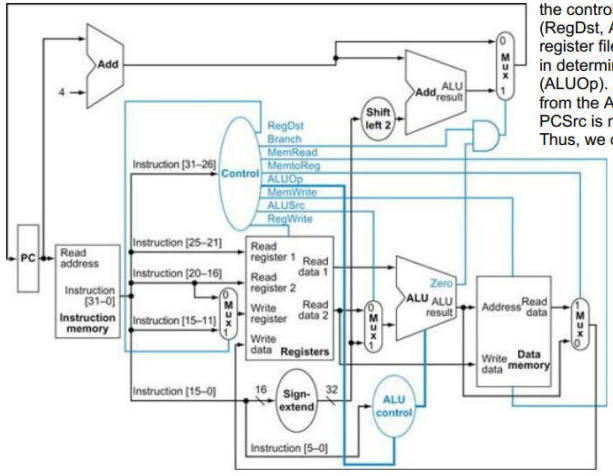 the control
(RegDst, A
register file
in determin
(ALUOp).
from the A
PCSrc is n
Thus, we c
0
M
u
x
1
Add
4
Add ALU
result
Shift
left 2
RegDst
Branch
MemRead
MemtoReg
ALUOp
MemWrite
ALUSrc
RegWrite
Control
Instruction [31–26]
PC
Read
address
Instruction
[31–0]
Instruction
memory
Instruction [25–21]
Instruction [20–16]
Instruction [15–11]
0
M
u
x
1
Read
register 1
Read
register 2
Write
register
Write
data
Read
data 1
Read
data 2
Registers
0
M
u
x
1
Zero
ALU ALU
result
Address
Read
data
Write
data
Data
memory
1
M
u
x
0
Instruction [15–0]
16
Sign-
extend
32
ALU
control
Instruction [5–0]